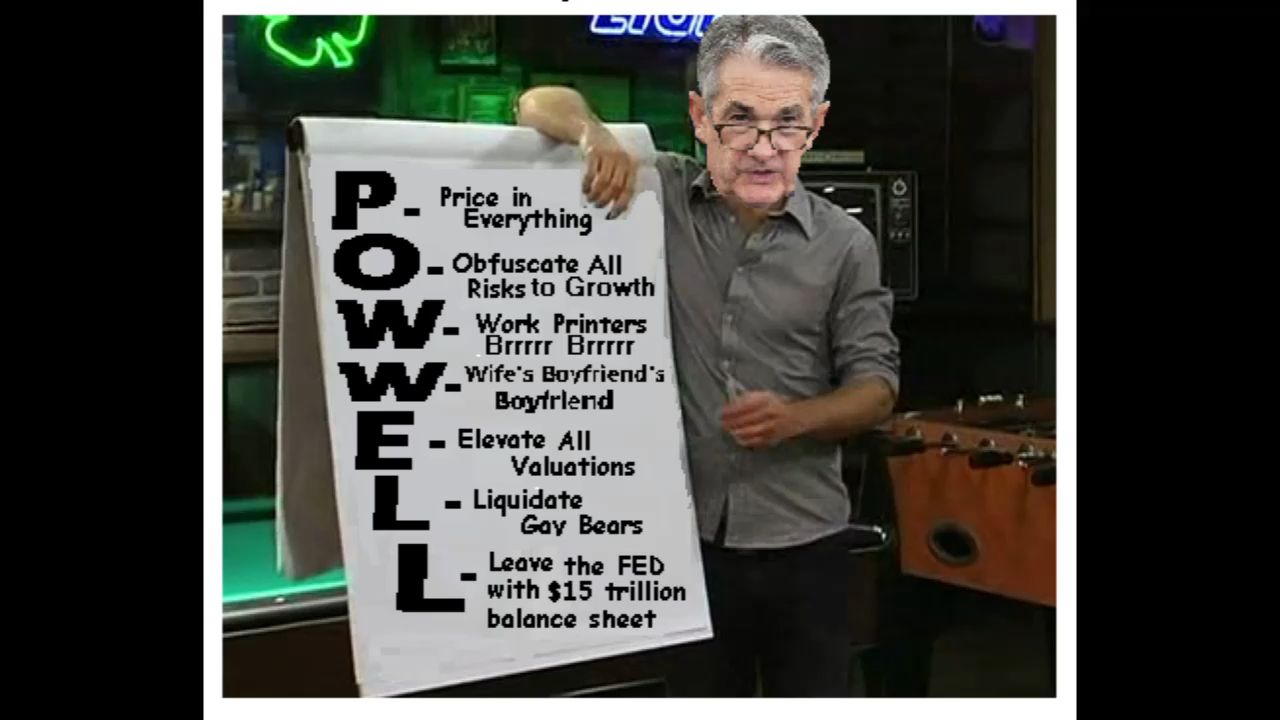 P - Price in
Everything
O - Obfuscate All
Risks to Growth
W - Work Printers
Brrrrr Brrrrr
W - Wife's Boyfriend's
Boyfriend
E - Elevate All
Valuations
L - Liquidate
Gay Bears
L - Leave the FED
with $15 trillion
balance sheet